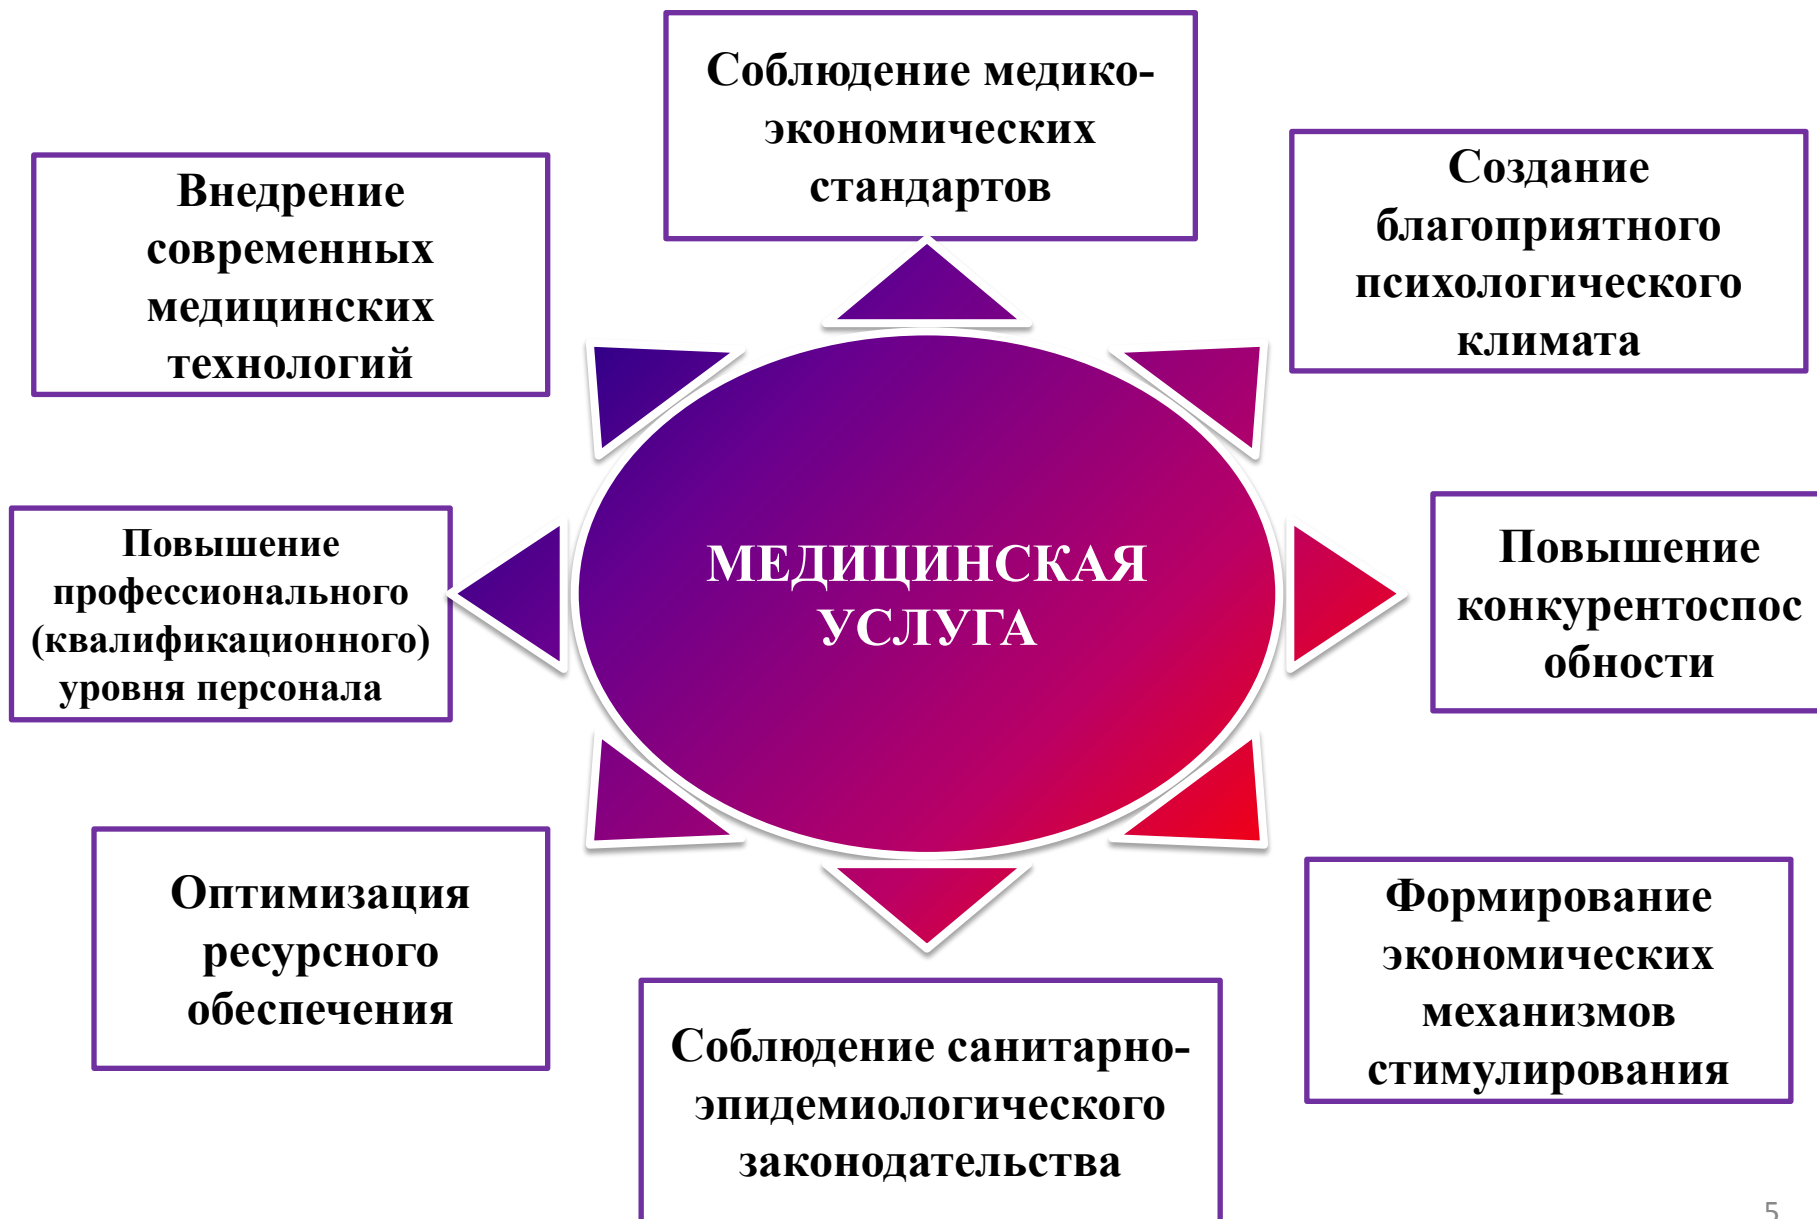 Соблюдение медико-
экономических
стандартов
Внедрение
современных
медицинских
технологий
Создание
благоприятного
психологического
климата
Повышение
профессионального
(квалификационного)
уровня персонала
МЕДИЦИНСКАЯ
УСЛУГА
Повышение
конкурентоспос
обности
Оптимизация
ресурсного
обеспечения
Соблюдение санитарно-
эпидемиологического
законодательства
Формирование
экономических
механизмов
стимулирования
5